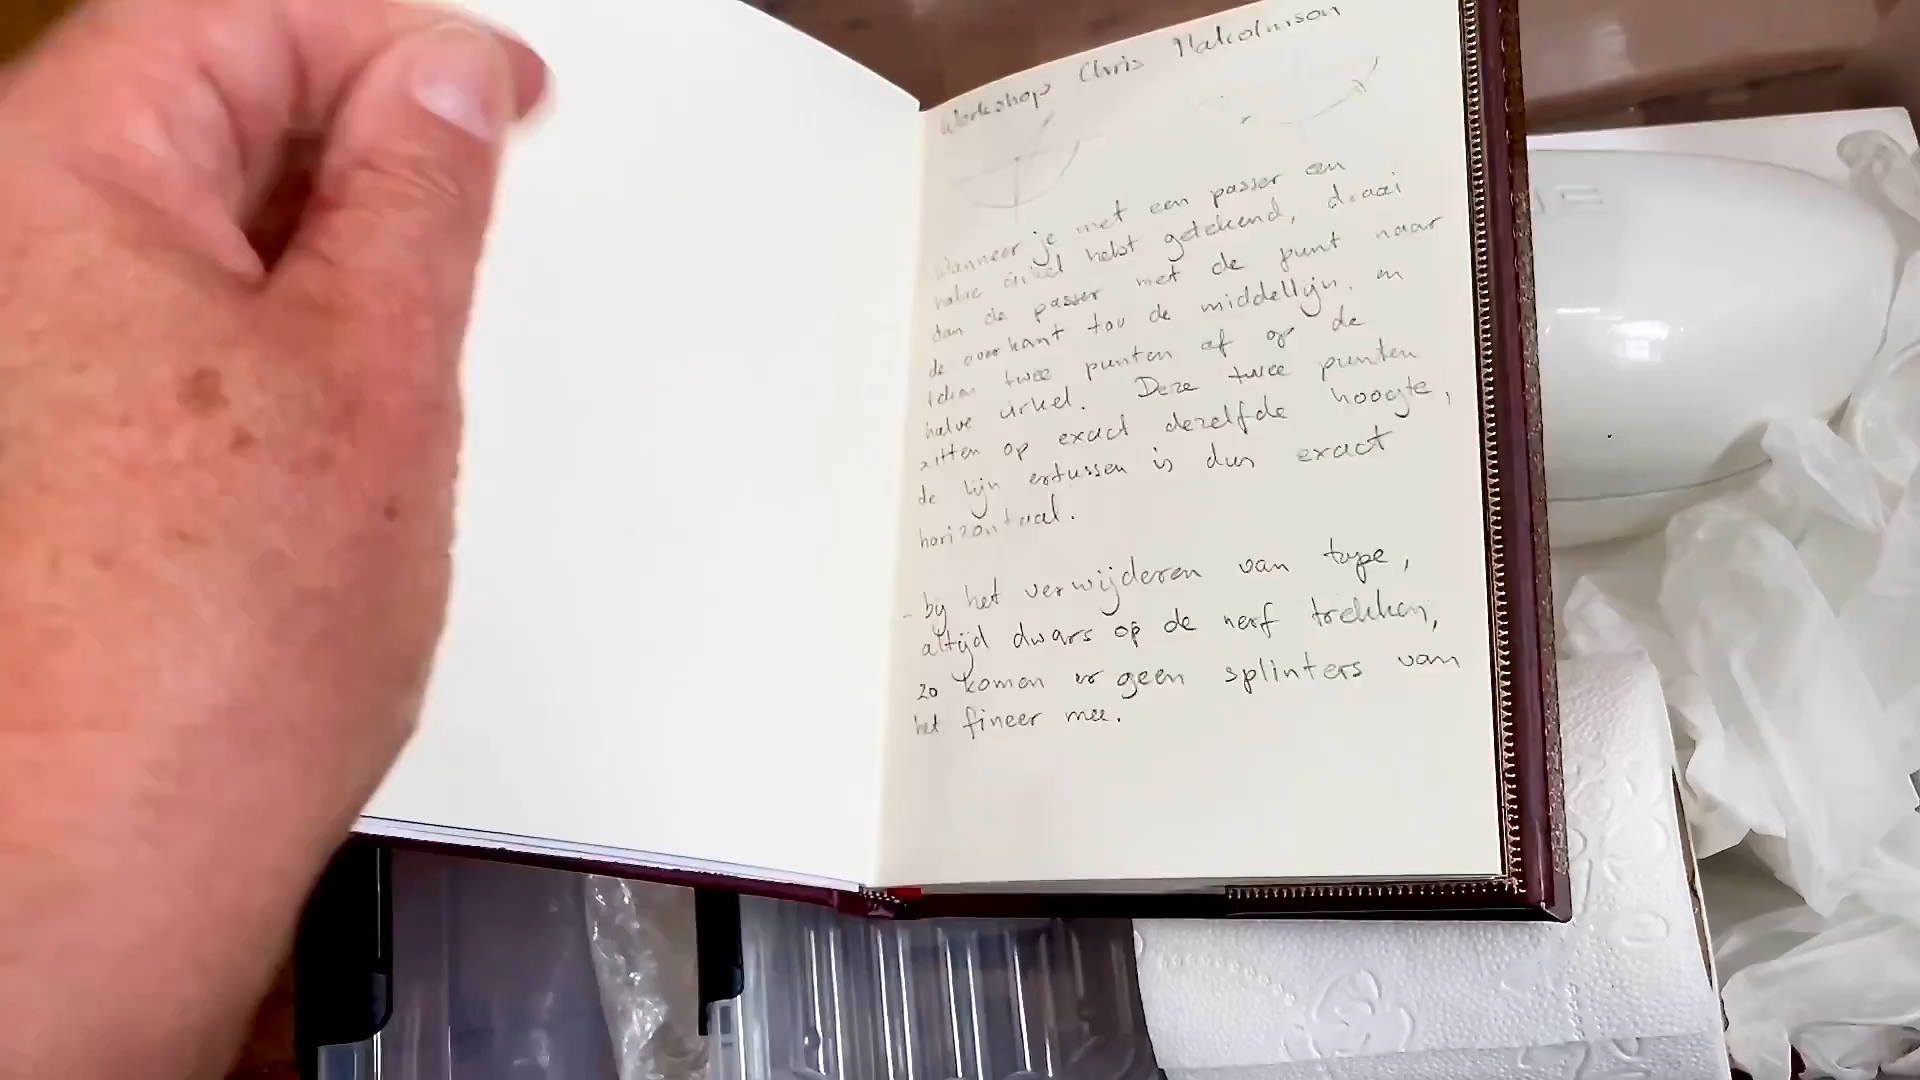 Workshop Chris Malcolmson
Wanneer je met een passer een
halve cirkel hebt getekend, draai
dan de passer met de punt naar
de overkant tov de middellijn. en
teken twee punten af op de
halve cirkel. Deze twee punten
zitten op exact dezelfde hoogte,
de lijn ertussen is dus exact
horizontaal.
- bij het verwijderen van tape,
altijd dwars op de nerf trekken,
zo komen er geen splinters van
het fineer mee.